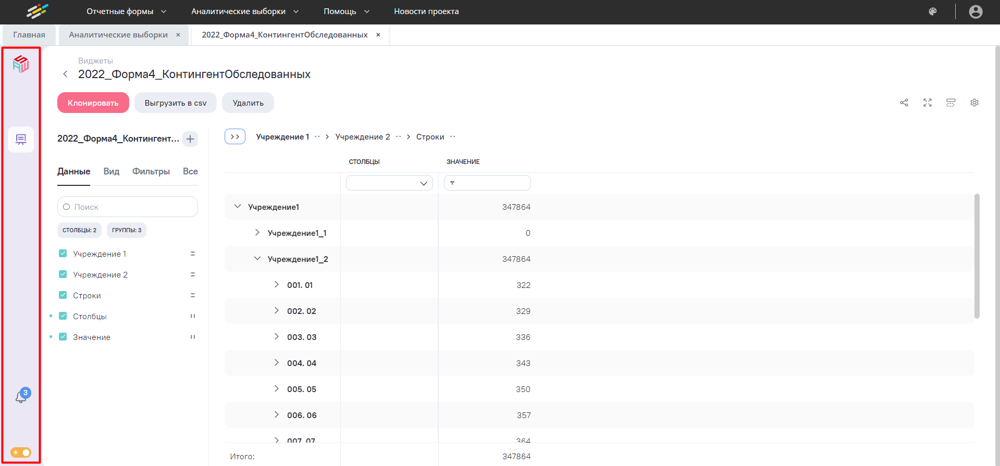 Отчетные формы Аналитические выборки Помощь Новости проекта
Главная Аналитические выборки × 2022_Форма4_КонтингентОбследованных ×
Виджеты
2022_Форма4_КонтингентОбследованных
Клонировать Выгрузить в csv Удалить
2022_Форма4_Контингент... +
Учреждение 1 > Учреждение 2 > Строки
СТОЛБЦЫ ЗНАЧЕНИЕ
Данные Вид Фильтры Все
Поиск
СТОЛБЦЫ: 2 ГРУППЫ: 3
Учреждение 1
Учреждение 2
Строки
Столбцы
Значение
3
Учреждение1 347864
Учреждение1_1 0
Учреждение1_2 347864
001. 01 322
002. 02 329
003. 03 336
004. 04 343
005. 05 350
006. 06 357
007. 07 364
Итого: 347864